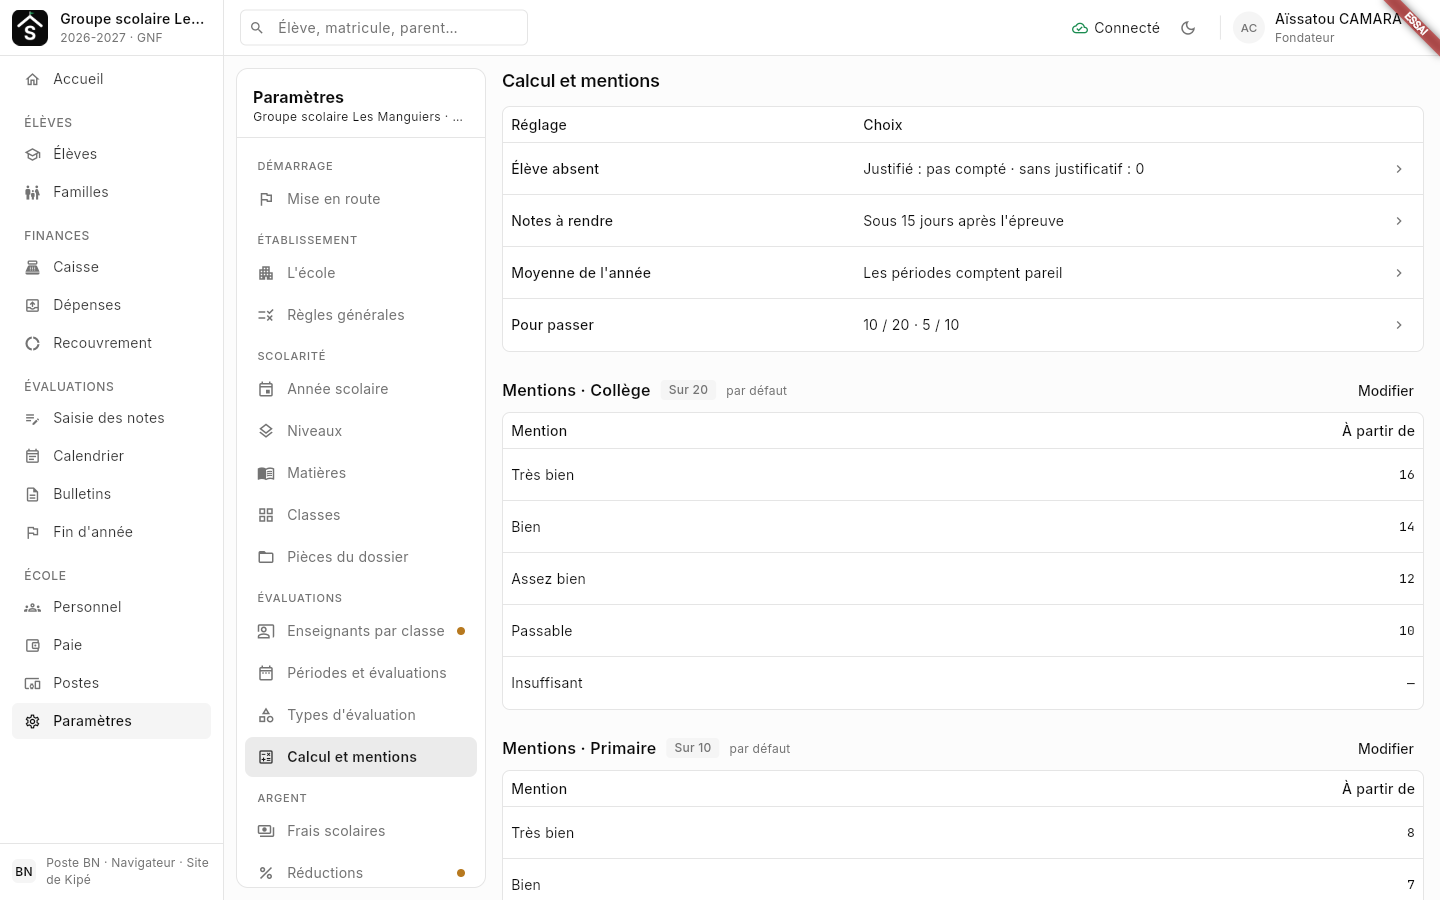 Groupe scolaire Le...
2026-2027 · GNF
Élève, matricule, parent...
Connecté
AC
Aïssatou CAMARA
Fondateur
ESSAI
Accueil
ÉLÈVES
Élèves
Familles
FINANCES
Caisse
Dépenses
Recouvrement
ÉVALUATIONS
Saisie des notes
Calendrier
Bulletins
Fin d'année
ÉCOLE
Personnel
Paie
Postes
Paramètres
BN
Poste BN · Navigateur · Site
de Kipé
Paramètres
Groupe scolaire Les Manguiers · ...
DÉMARRAGE
Mise en route
ÉTABLISSEMENT
L'école
Règles générales
SCOLARITÉ
Année scolaire
Niveaux
Matières
Classes
Pièces du dossier
ÉVALUATIONS
Enseignants par classe
Périodes et évaluations
Types d'évaluation
Calcul et mentions
ARGENT
Frais scolaires
Réductions
Calcul et mentions
Réglage Choix
Élève absent Justifié : pas compté · sans justificatif : 0
Notes à rendre Sous 15 jours après l'épreuve
Moyenne de l'année Les périodes comptent pareil
Pour passer 10 / 20 · 5 / 10
Mentions · Collège Sur 20 par défaut Modifier
Mention À partir de
Très bien 16
Bien 14
Assez bien 12
Passable 10
Insuffisant –
Mentions · Primaire Sur 10 par défaut Modifier
Mention À partir de
Très bien 8
Bien 7